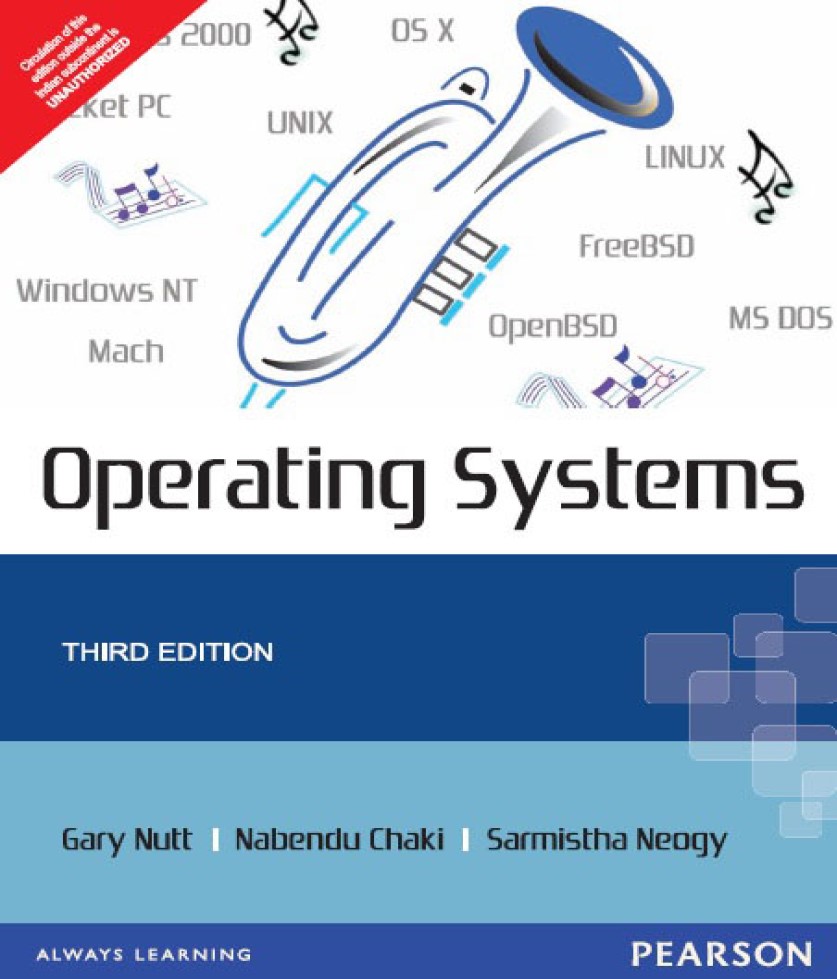 Circulation of this
edition outside the
Indian subcontinent is
UNAUTHORIZED
2000
OS X
PC
UNIX
LINUX
FreeBSD
Windows NT
OpenBSD
MS DOS
Mach
Operating Systems
THIRD EDITION
Gary Nutt | Nabendu Chaki | Sarmistha Neogy
ALWAYS LEARNING
PEARSON